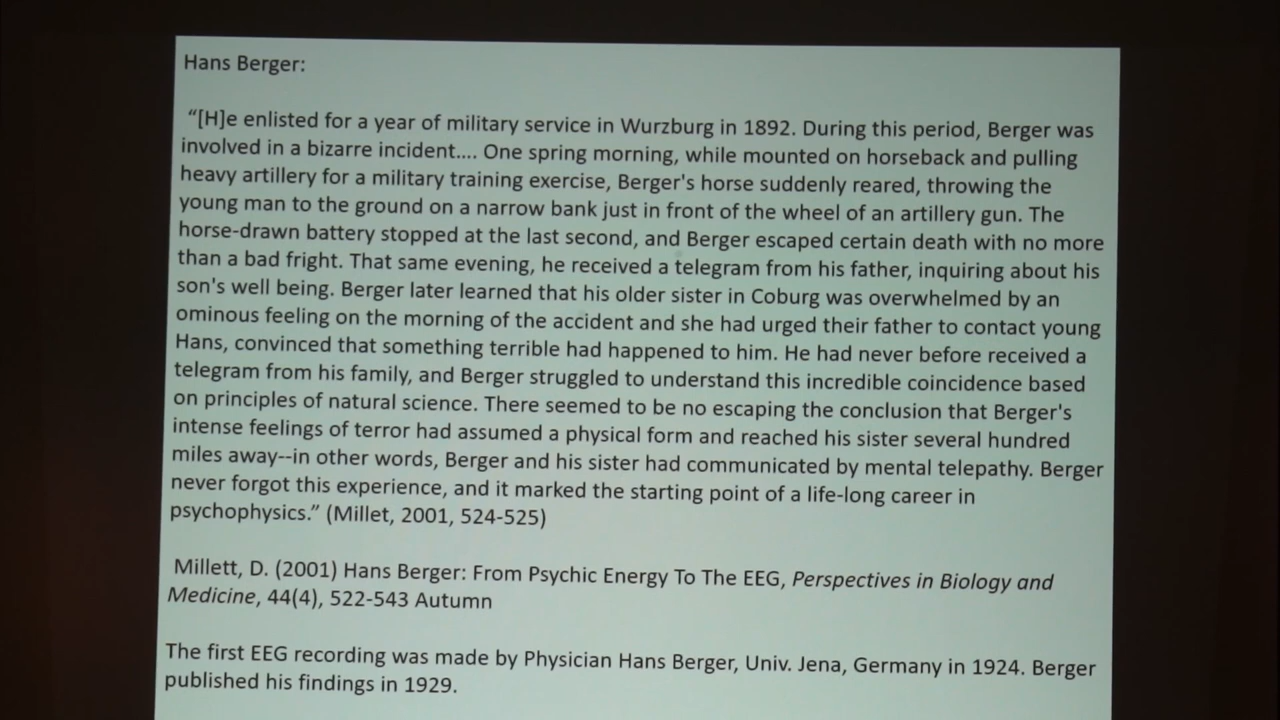 Hans Berger:
“[H]e enlisted for a year of military service in Wurzburg in 1892. During this period, Berger was
involved in a bizarre incident.... One spring morning, while mounted on horseback and pulling
heavy artillery for a military training exercise, Berger's horse suddenly reared, throwing the
young man to the ground on a narrow bank just in front of the wheel of an artillery gun. The
horse-drawn battery stopped at the last second, and Berger escaped certain death with no more
than a bad fright. That same evening, he received a telegram from his father, inquiring about his
son's well being. Berger later learned that his older sister in Coburg was overwhelmed by an
ominous feeling on the morning of the accident and she had urged their father to contact young
Hans, convinced that something terrible had happened to him. He had never before received a
telegram from his family, and Berger struggled to understand this incredible coincidence based
on principles of natural science. There seemed to be no escaping the conclusion that Berger's
intense feelings of terror had assumed a physical form and reached his sister several hundred
miles away--in other words, Berger and his sister had communicated by mental telepathy. Berger
never forgot this experience, and it marked the starting point of a life-long career in
psychophysics.” (Millet, 2001, 524-525)
Millett, D. (2001) Hans Berger: From Psychic Energy To The EEG, Perspectives in Biology and
Medicine, 44(4), 522-543 Autumn
The first EEG recording was made by Physician Hans Berger, Univ. Jena, Germany in 1924. Berger
published his findings in 1929.